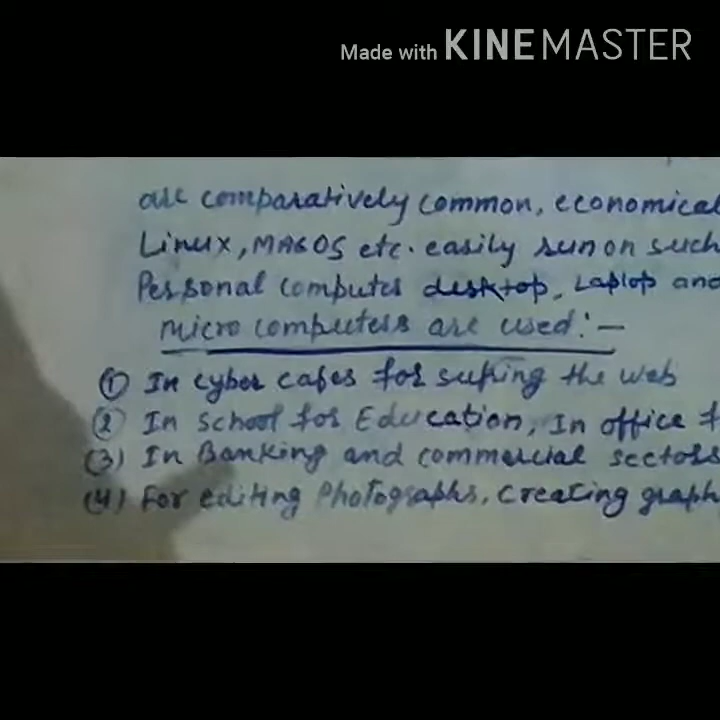 Made with KINEMASTER
are comparatively common, economical
Linux, MAC OS etc. easily run on such
Personal computer desktop, Laptop and
micro computers are used:-
(1) In cyber cafes for surfing the web
(2) In school for Education, In office f
(3) In Banking and commercial sectors
(4) For editing Photographs, creating graph